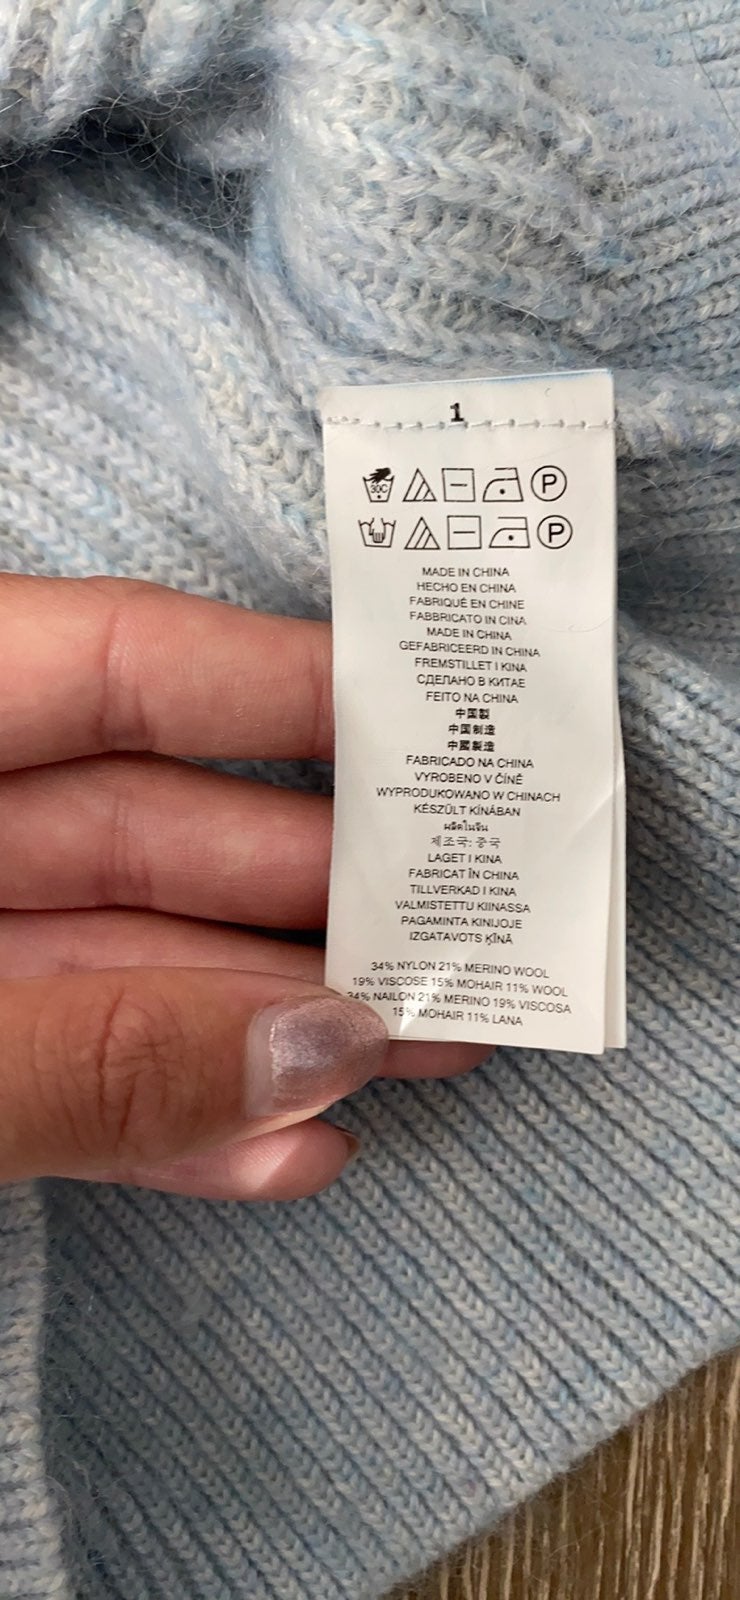 1
30C P
P
MADE IN CHINA
HECHO EN CHINA
FABRIQUÉ EN CHINE
FABBRICATO IN CINA
MADE IN CHINA
GEFABRICEERD IN CHINA
FREMSTILLET I KINA
СДЕЛАНО В КИТАЕ
FEITO NA CHINA
中国製
中国制造
中國製造
FABRICADO NA CHINA
VYROBENO V ČÍNĚ
WYPRODUKOWANO W CHINACH
KÉSZÜLT KÍNÁBAN
ผลิตในจีน
제조국: 중국
LAGET I KINA
FABRICAT ÎN CHINA
TILLVERKAD I KINA
VALMISTETTU KIINASSA
PAGAMINTA KINIJOJE
IZGATAVOTS ĶĪNĀ
34% NYLON 21% MERINO WOOL
19% VISCOSE 15% MOHAIR 11% WOOL
34% NAILON 21% MERINO 19% VISCOSA
15% MOHAIR 11% LANA